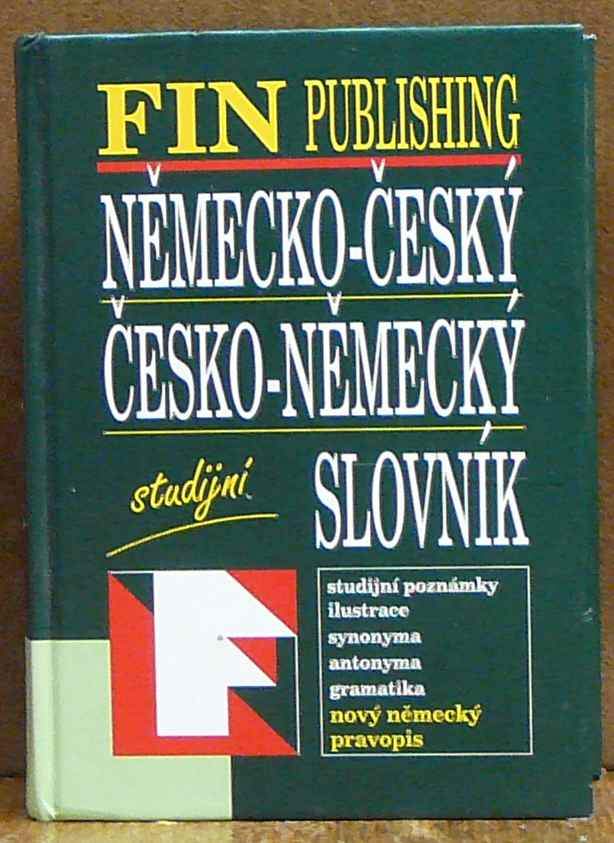 FIN PUBLISHING
NĚMECKO-ČESKÝ
ČESKO-NĚMECKÝ
studijní SLOVNÍK
studijní poznámky
ilustrace
synonyma
antonyma
gramatika
nový německý
pravopis